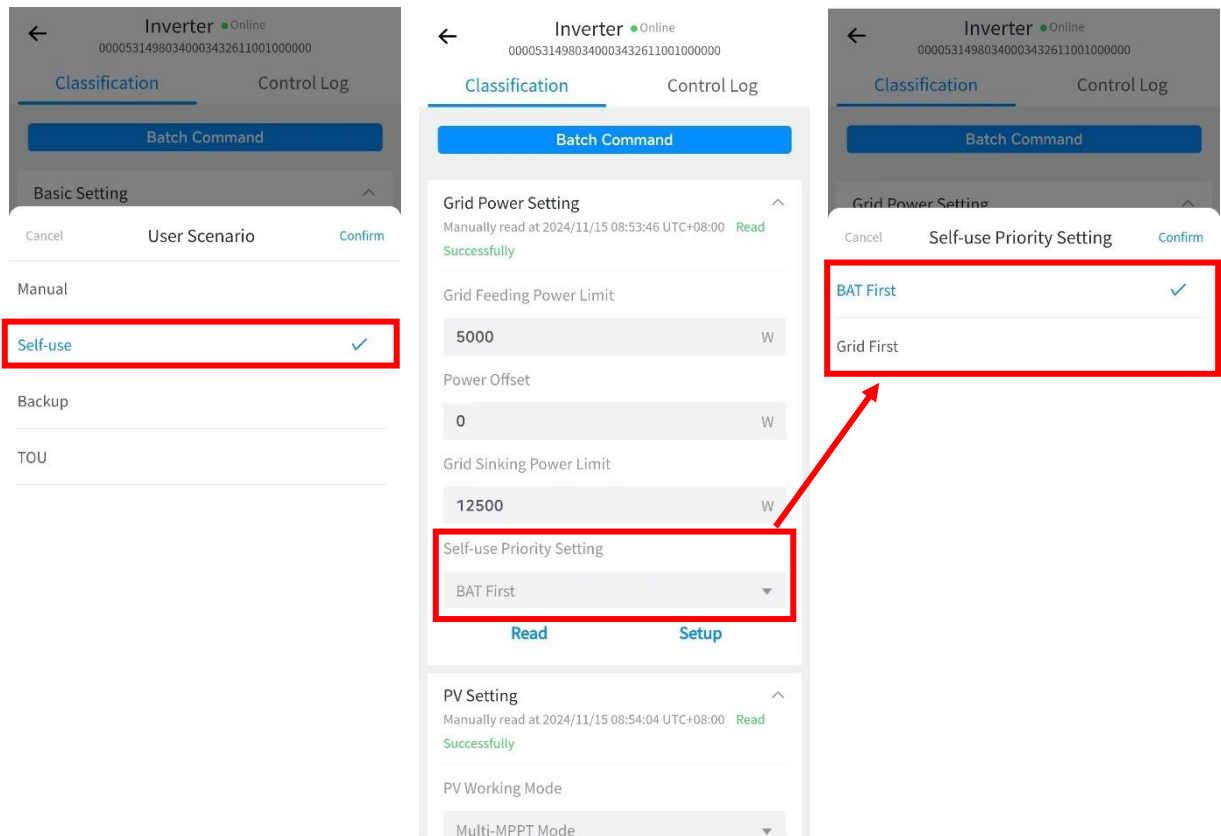 Inverter Online
00005314980340003432611001000000
Classification Control Log
Batch Command
Basic Setting
Cancel User Scenario Confirm
Manual
Self-use
Backup
TOU
Inverter Online
00005314980340003432611001000000
Classification Control Log
Batch Command
Grid Power Setting
Manually read at 2024/11/15 08:53:46 UTC+08:00 Read
Successfully
Grid Feeding Power Limit
5000 W
Power Offset
0 W
Grid Sinking Power Limit
12500 W
Self-use Priority Setting
BAT First
Read Setup
PV Setting
Manually read at 2024/11/15 08:54:04 UTC+08:00 Read
Successfully
PV Working Mode
Multi-MPPT Mode
Inverter Online
00005314980340003432611001000000
Classification Control Log
Batch Command
Grid Power Setting
Cancel Self-use Priority Setting Confirm
BAT First
Grid First